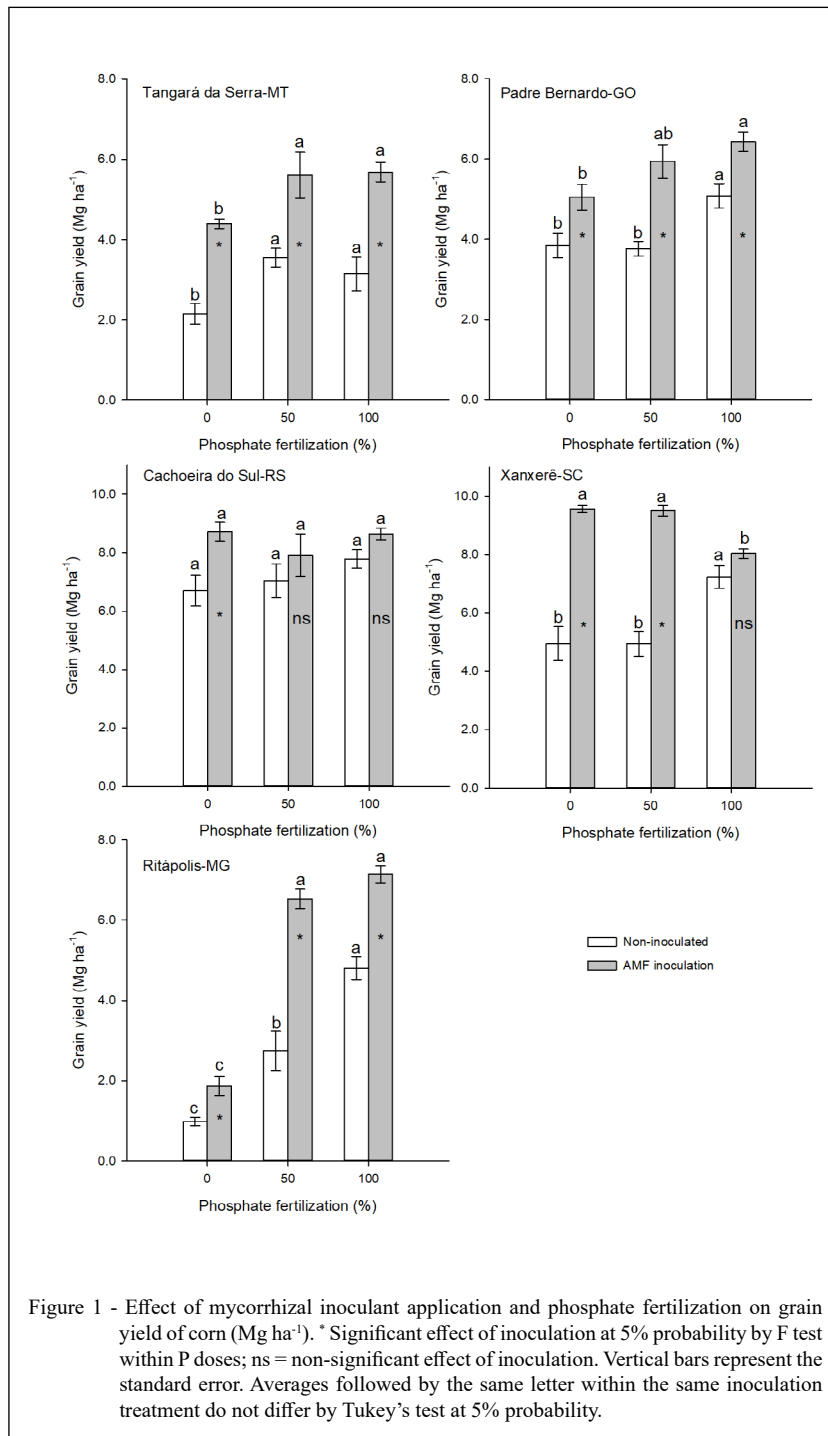 Tangará da Serra-MT
Grain yield (Mg ha-1)
8.0
6.0
4.0
2.0
0.0
b
b
*
a
a
*
a
a
*
0
50
100
Phosphate fertilization (%)
Padre Bernardo-GO
Grain yield (Mg ha-1)
8.0
6.0
4.0
2.0
0.0
b
b
*
b
ab
*
a
a
*
0
50
100
Phosphate fertilization (%)
Cachoeira do Sul-RS
Grain yield (Mg ha-1)
10.0
8.0
6.0
4.0
2.0
0.0
a
a
*
a
a
ns
a
a
ns
0
50
100
Phosphate fertilization (%)
Xanxerê-SC
Grain yield (Mg ha-1)
10.0
8.0
6.0
4.0
2.0
0.0
b
a
*
b
a
*
a
b
ns
0
50
100
Phosphate fertilization (%)
Ritápolis-MG
Grain yield (Mg ha-1)
8.0
6.0
4.0
2.0
0.0
c
c
*
b
a
*
a
a
*
0
50
100
Phosphate fertilization (%)
Non-inoculated
AMF inoculation
Figure 1 - Effect of mycorrhizal inoculant application and phosphate fertilization on grain
yield of corn (Mg ha-1). * Significant effect of inoculation at 5% probability by F test
within P doses; ns = non-significant effect of inoculation. Vertical bars represent the
standard error. Averages followed by the same letter within the same inoculation
treatment do not differ by Tukey's test at 5% probability.